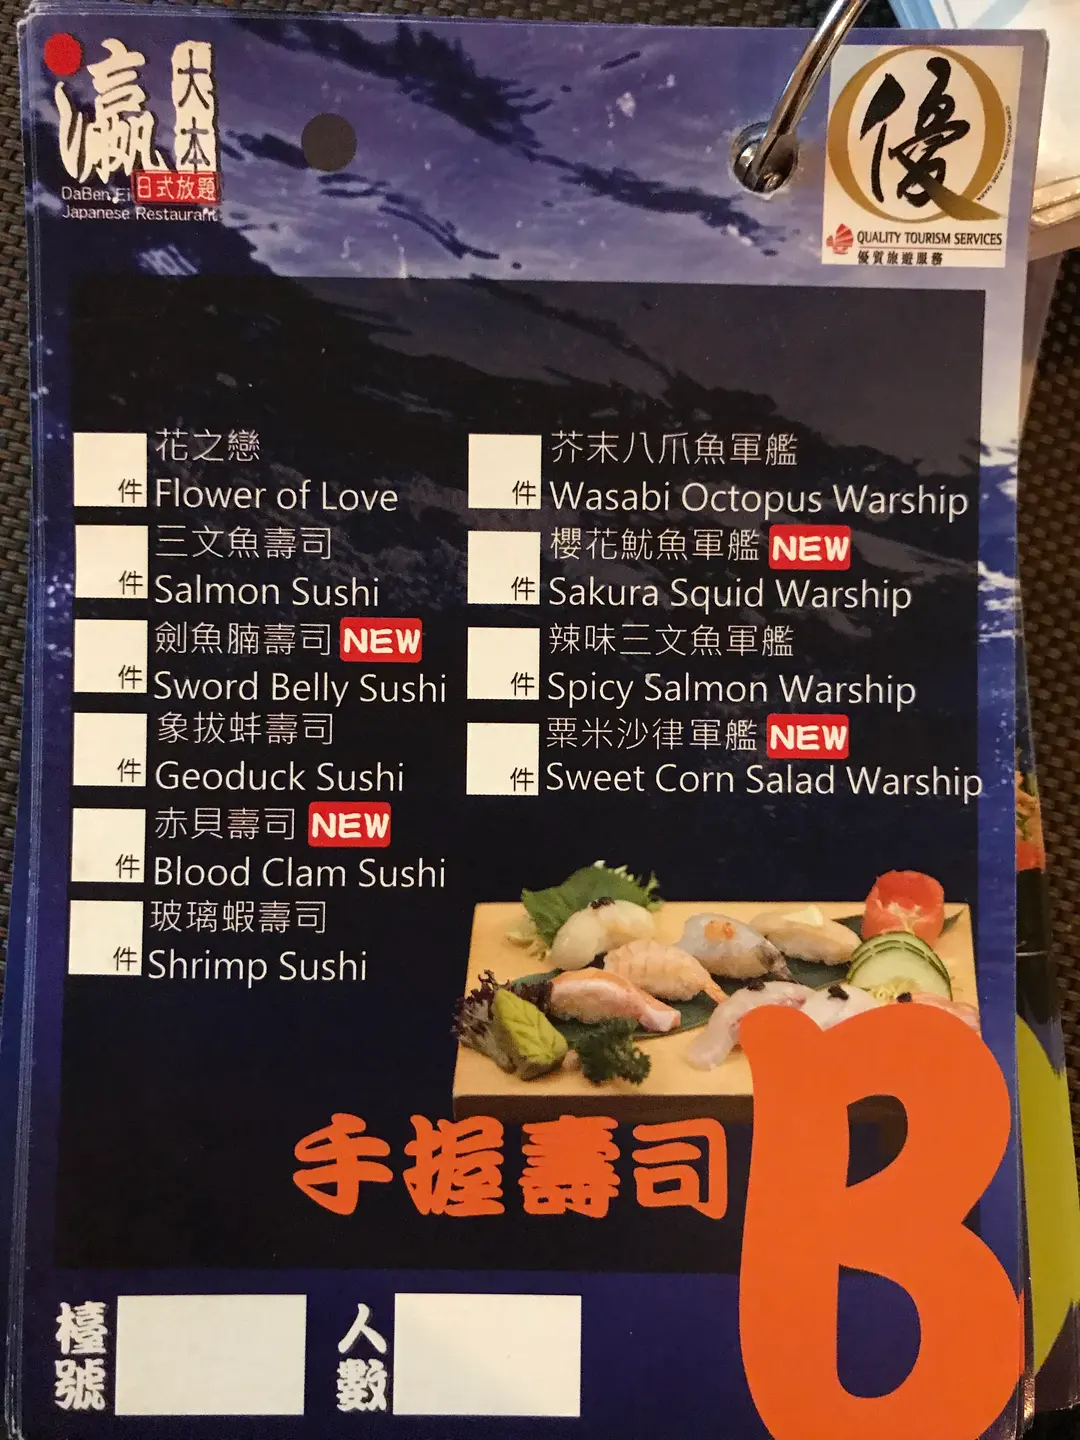 瀛
大本
日式放題
DaBen Ei
Japanese Restaurant
優
QUALITY TOURISM SERVICES
優質旅遊服務
花之戀
件 Flower of Love
三文魚壽司
件 Salmon Sushi
劍魚腩壽司 NEW
件 Sword Belly Sushi
象拔蚌壽司
件 Geoduck Sushi
赤貝壽司 NEW
件 Blood Clam Sushi
玻璃蝦壽司
件 Shrimp Sushi
芥末八爪魚軍艦
件 Wasabi Octopus Warship
櫻花魷魚軍艦 NEW
件 Sakura Squid Warship
辣味三文魚軍艦
件 Spicy Salmon Warship
粟米沙律軍艦 NEW
件 Sweet Corn Salad Warship
手握壽司
B
檯號
人數